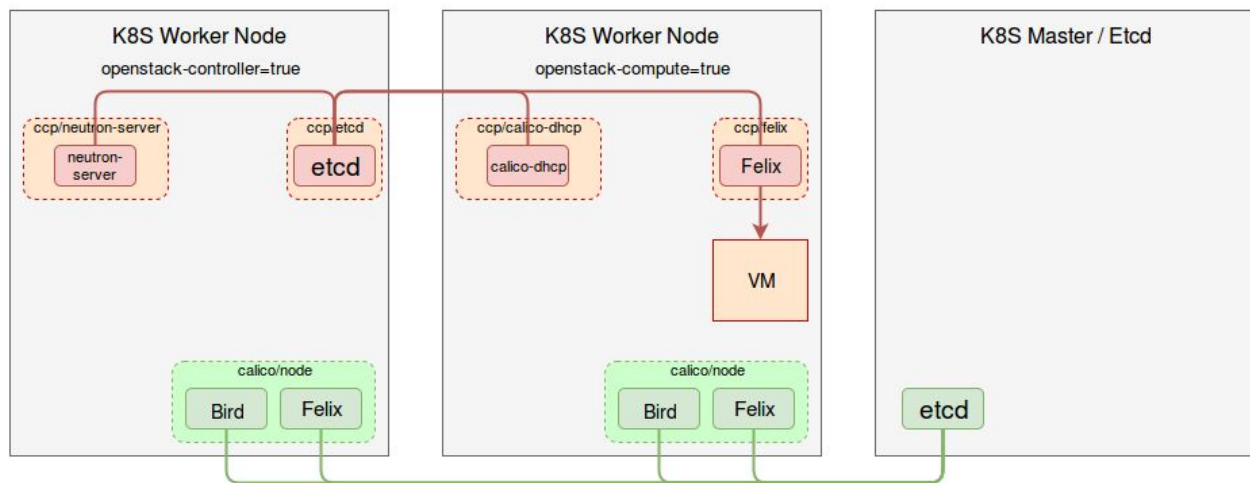 K8S Worker Node
openstack-controller=true
ccp/neutron-server
neutron-
server
ccp/etcd
etcd
calico/node
Bird
Felix
K8S Worker Node
openstack-compute=true
ccp/calico-dhcp
calico-dhcp
ccp/felix
Felix
VM
calico/node
Bird
Felix
K8S Master / Etcd
etcd